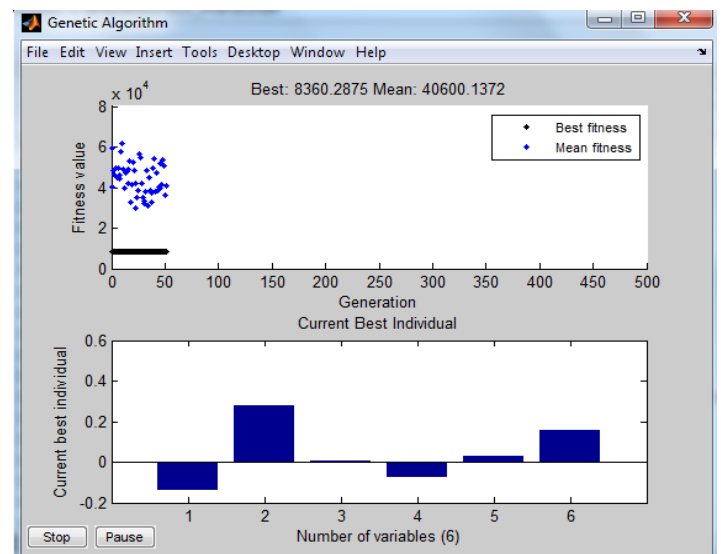 Genetic Algorithm
File Edit View Insert Tools Desktop Window Help
Best: 8360.2875 Mean: 40600.1372
x 10^4
8
6
4
2
0
Fitness value
Best fitness
Mean fitness
0 50 100 150 200 250 300 350 400 450 500
Generation
Current Best Individual
0.6
0.4
0.2
0
-0.2
Current best individual
1 2 3 4 5 6
Number of variables (6)
Stop Pause